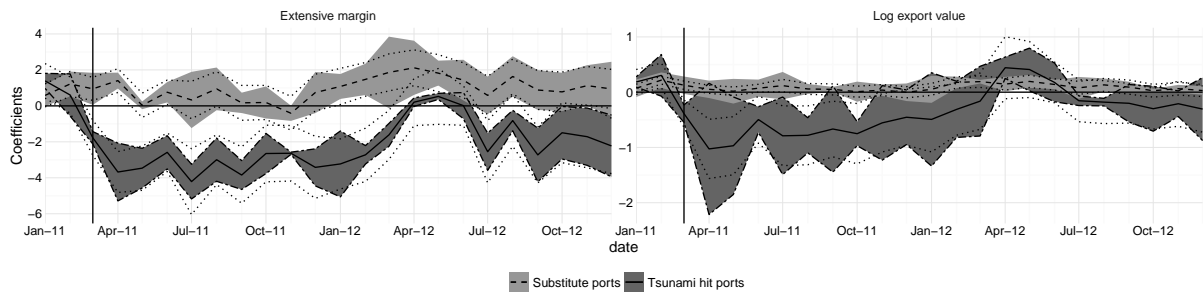 Extensive margin
Log export value
Coefficients
4
2
0
−2
−4
−6
1
0
−1
−2
Jan−11 Apr−11 Jul−11 Oct−11 Jan−12 Apr−12 Jul−12 Oct−12
Jan−11 Apr−11 Jul−11 Oct−11 Jan−12 Apr−12 Jul−12 Oct−12
date
Substitute ports Tsunami hit ports